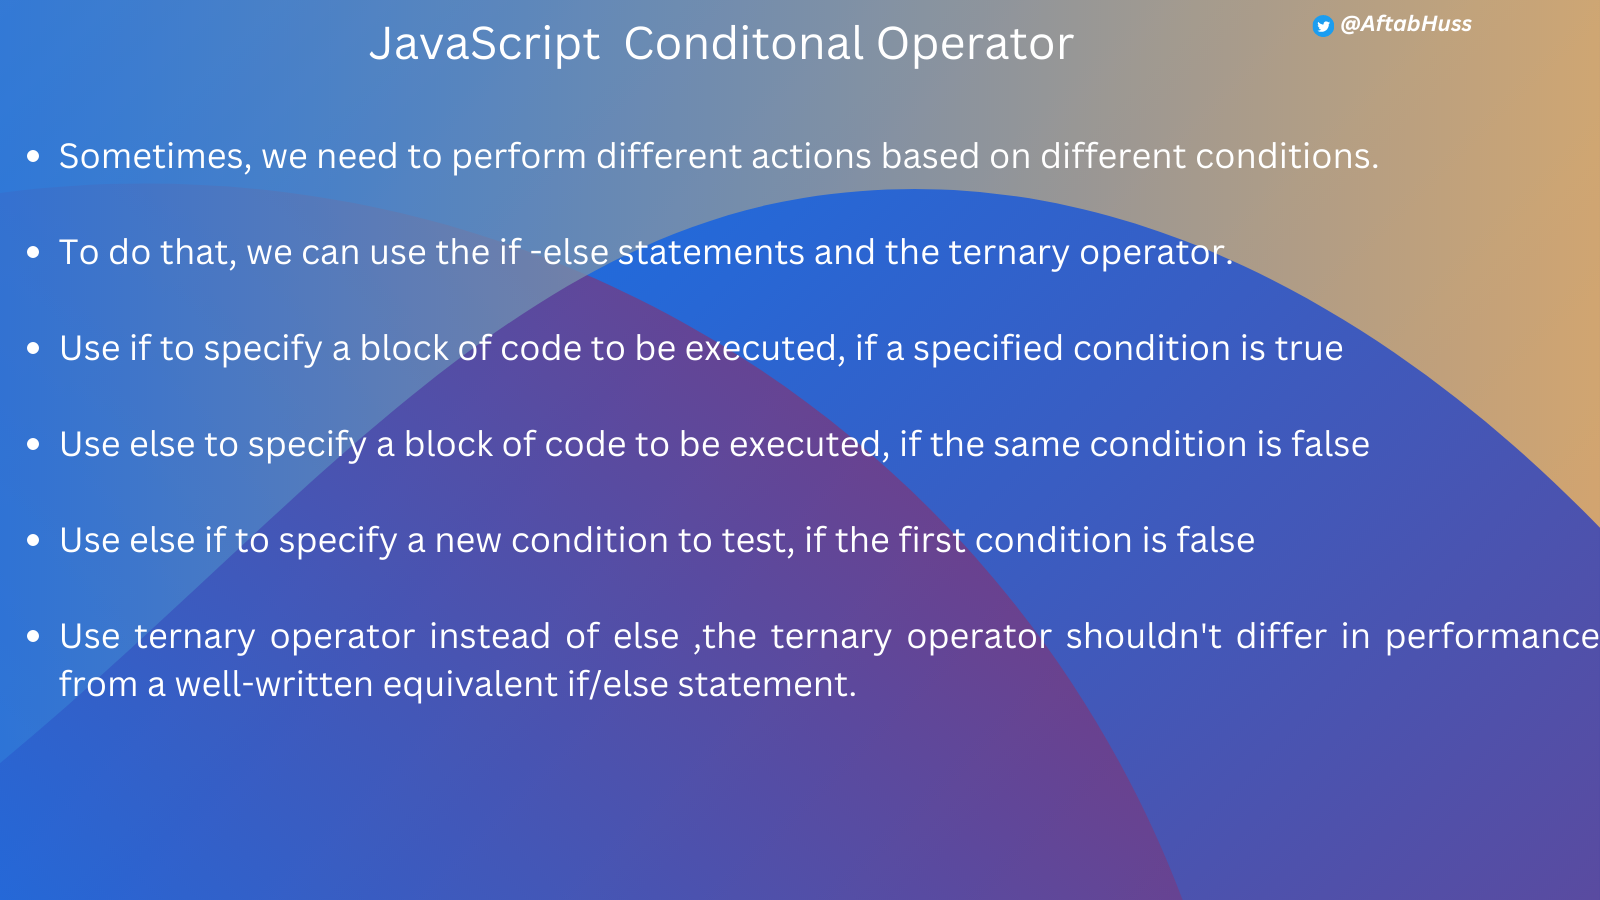 JavaScript Conditonal Operator
@AftabHuss
• Sometimes, we need to perform different actions based on different conditions.
• To do that, we can use the if -else statements and the ternary operator.
• Use if to specify a block of code to be executed, if a specified condition is true
• Use else to specify a block of code to be executed, if the same condition is false
• Use else if to specify a new condition to test, if the first condition is false
• Use ternary operator instead of else ,the ternary operator shouldn't differ in performance
from a well-written equivalent if/else statement.